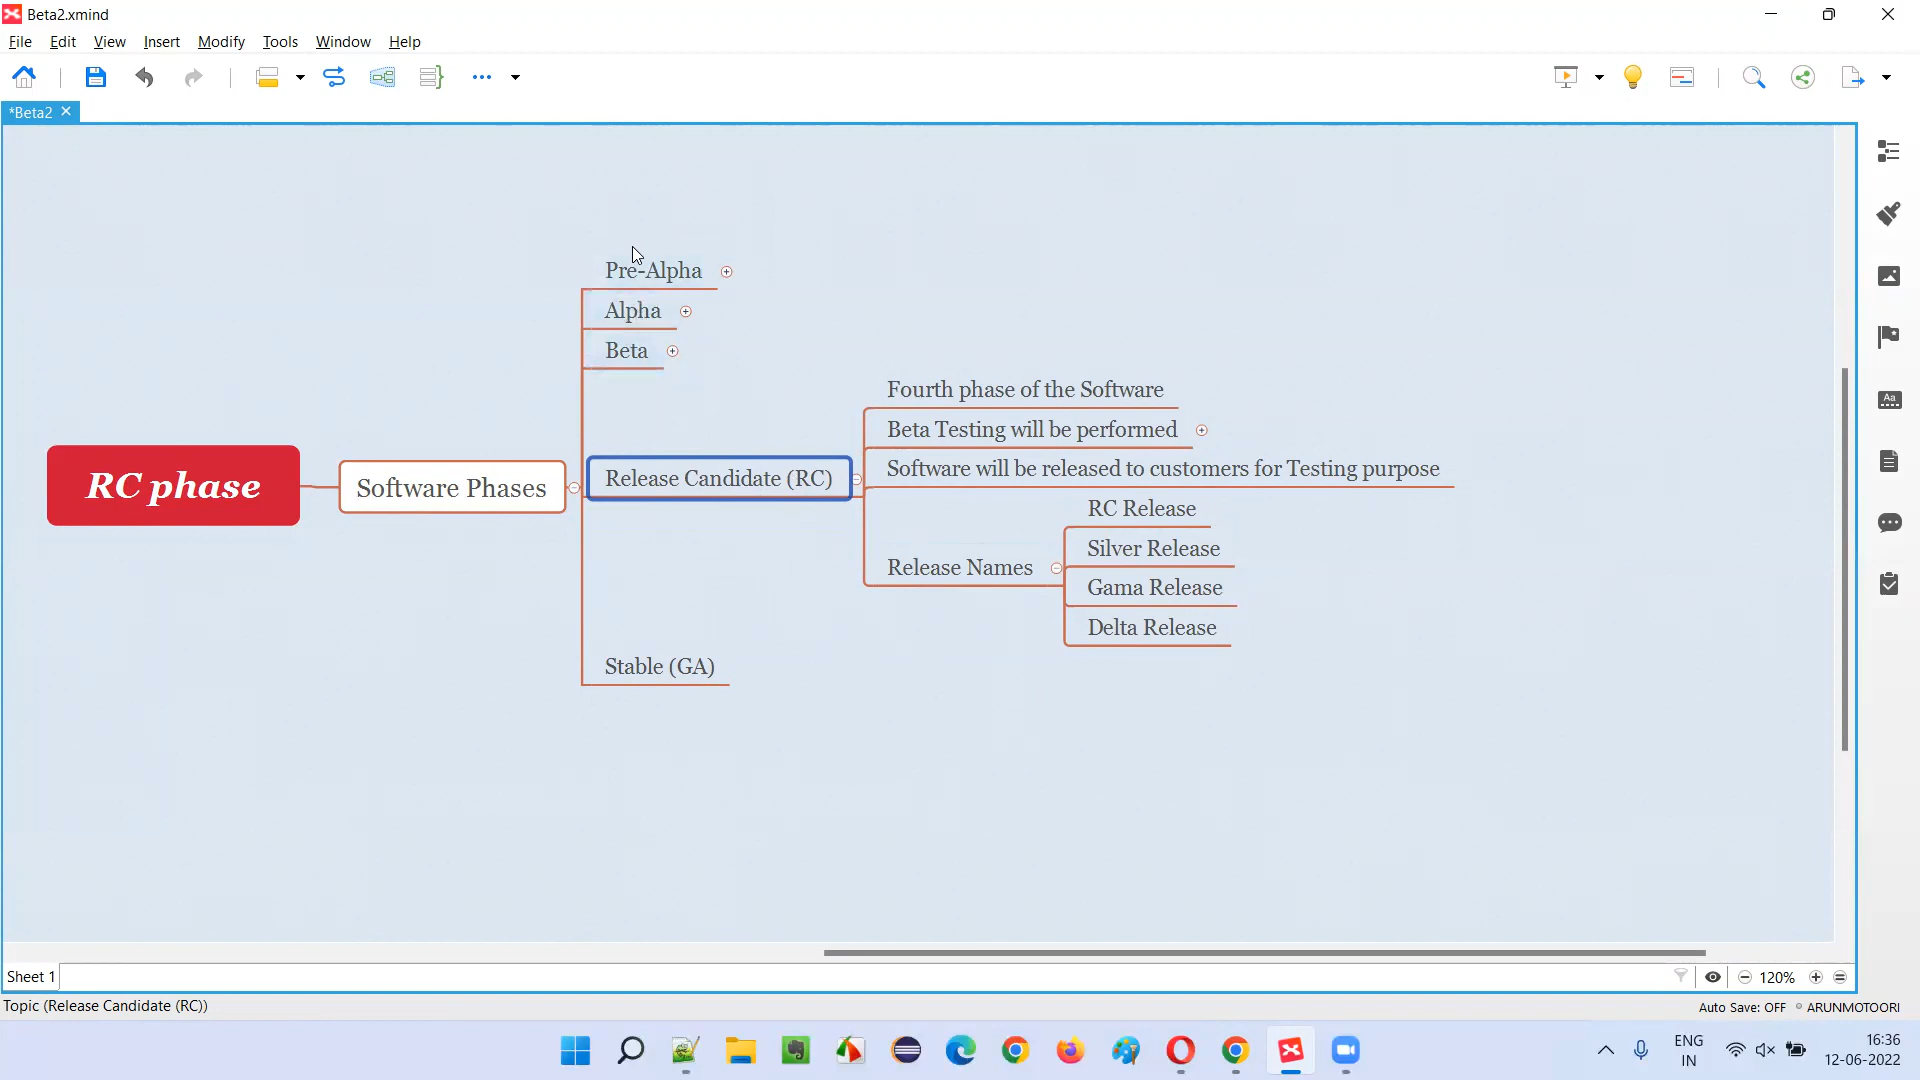 Beta2.xmind
File Edit View Insert Modify Tools Window Help
*Beta2
Pre-Alpha
Alpha
Beta
Fourth phase of the Software
Beta Testing will be performed
Software will be released to customers for Testing purpose
RC phase
Software Phases
Release Candidate (RC)
RC Release
Silver Release
Release Names
Gama Release
Delta Release
Stable (GA)
Sheet 1
120%
Topic (Release Candidate (RC))
Auto Save: OFF
ARUNMOTOORI
ENG
IN
16:36
12-06-2022